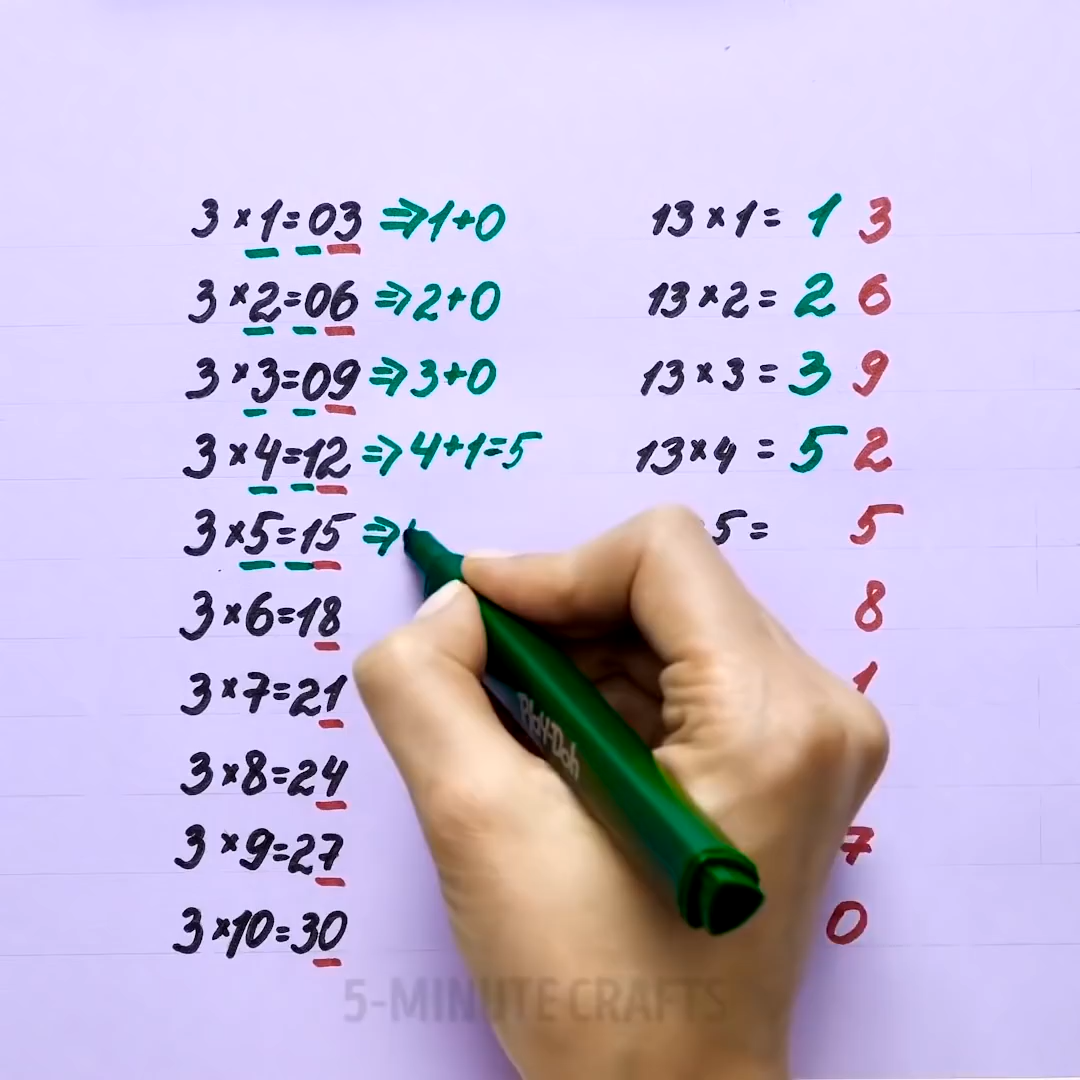 3×1=03 ⇒1+0 13×1= 1 3
3×2=06 ⇒2+0 13×2= 2 6
3×3=09 ⇒3+0 13×3= 3 9
3×4=12 ⇒4+1=5 13×4= 5 2
3×5=15 ⇒ 5= 5
3×6=18 8
3×7=21 1
3×8=24
3×9=27 7
3×10=30 0
Play-Doh
5-MINUTE CRAFTS